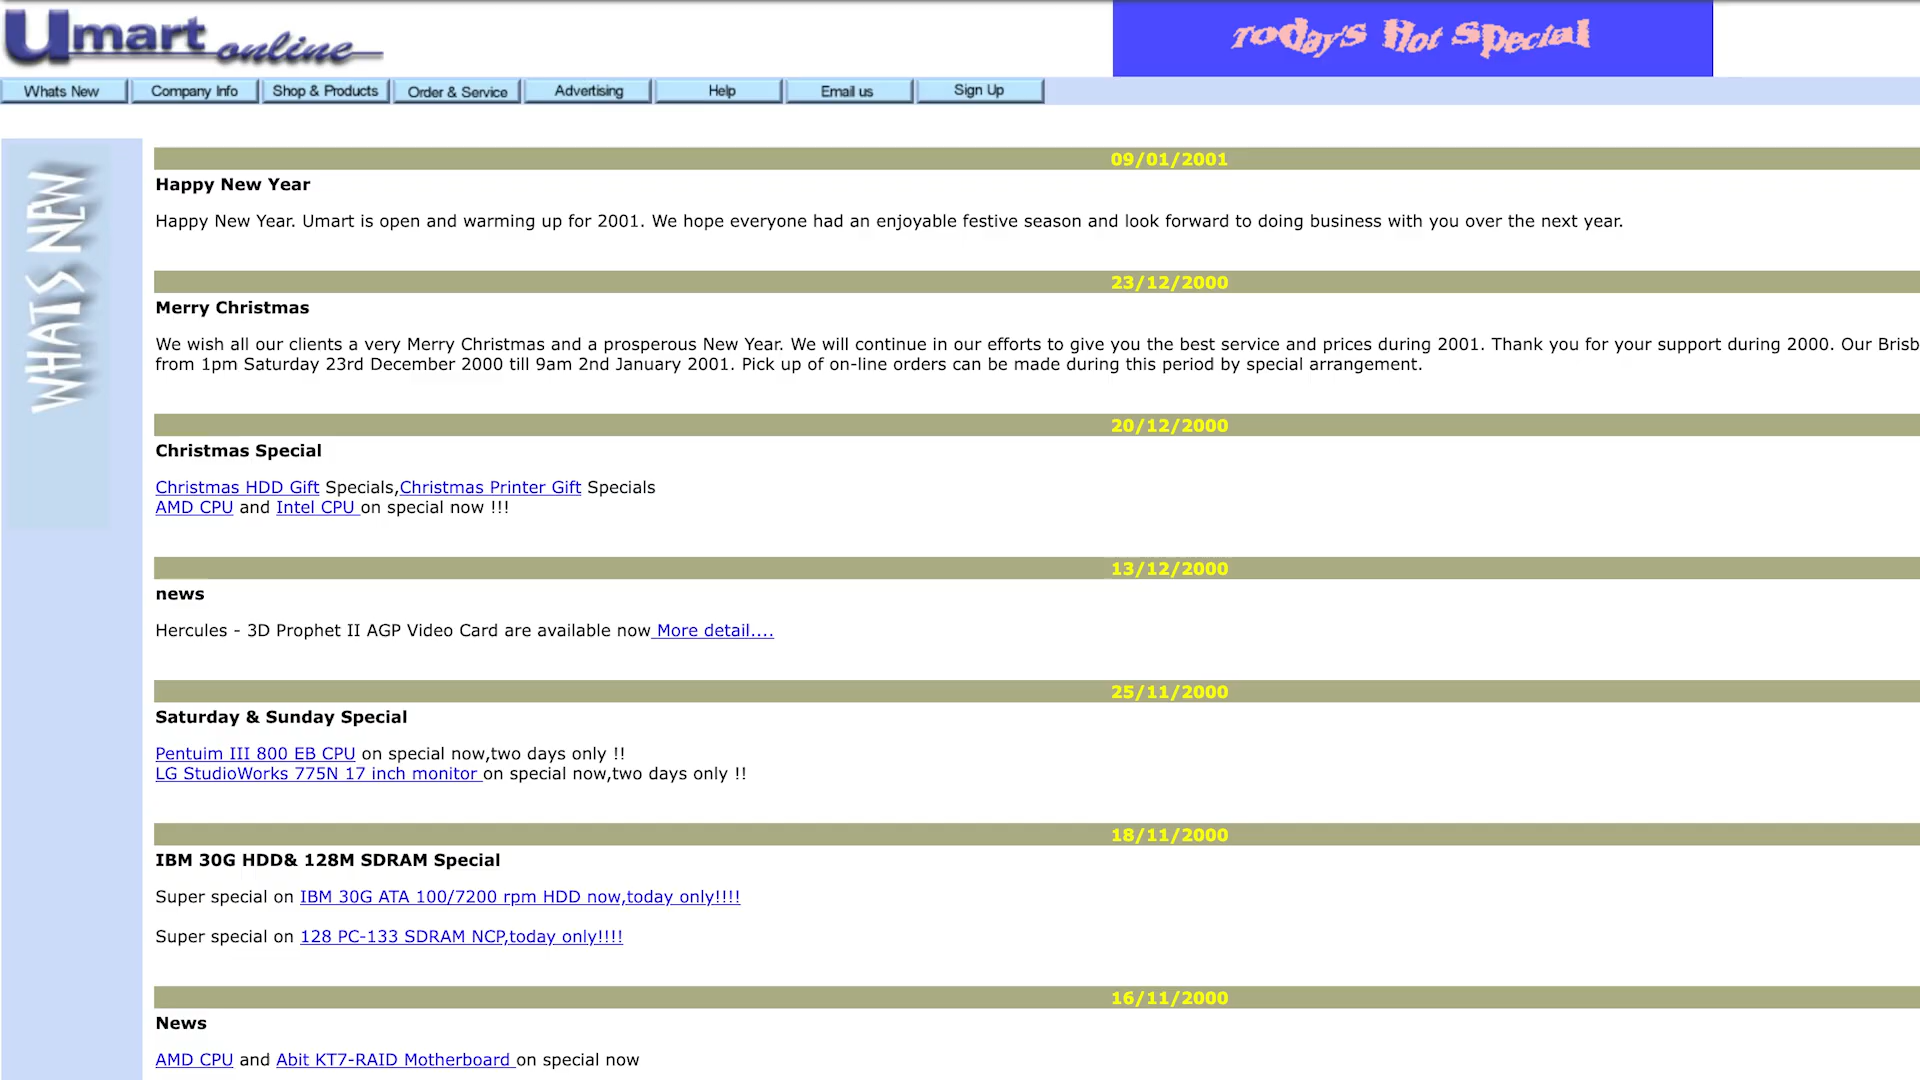 Umart online
Today's Hot Special
Whats New
Company Info
Shop & Products
Order & Service
Advertising
Help
Email us
Sign Up
WHATS NEW
09/01/2001
Happy New Year
Happy New Year. Umart is open and warming up for 2001. We hope everyone had an enjoyable festive season and look forward to doing business with you over the next year.
23/12/2000
Merry Christmas
We wish all our clients a very Merry Christmas and a prosperous New Year. We will continue in our efforts to give you the best service and prices during 2001. Thank you for your support during 2000. Our Brisb
from 1pm Saturday 23rd December 2000 till 9am 2nd January 2001. Pick up of on-line orders can be made during this period by special arrangement.
20/12/2000
Christmas Special
Christmas HDD Gift Specials,Christmas Printer Gift Specials
AMD CPU and Intel CPU on special now !!!
13/12/2000
news
Hercules - 3D Prophet II AGP Video Card are available now More detail....
25/11/2000
Saturday & Sunday Special
Pentuim III 800 EB CPU on special now,two days only !!
LG StudioWorks 775N 17 inch monitor on special now,two days only !!
18/11/2000
IBM 30G HDD& 128M SDRAM Special
Super special on IBM 30G ATA 100/7200 rpm HDD now,today only!!!!
Super special on 128 PC-133 SDRAM NCP,today only!!!!
16/11/2000
News
AMD CPU and Abit KT7-RAID Motherboard on special now